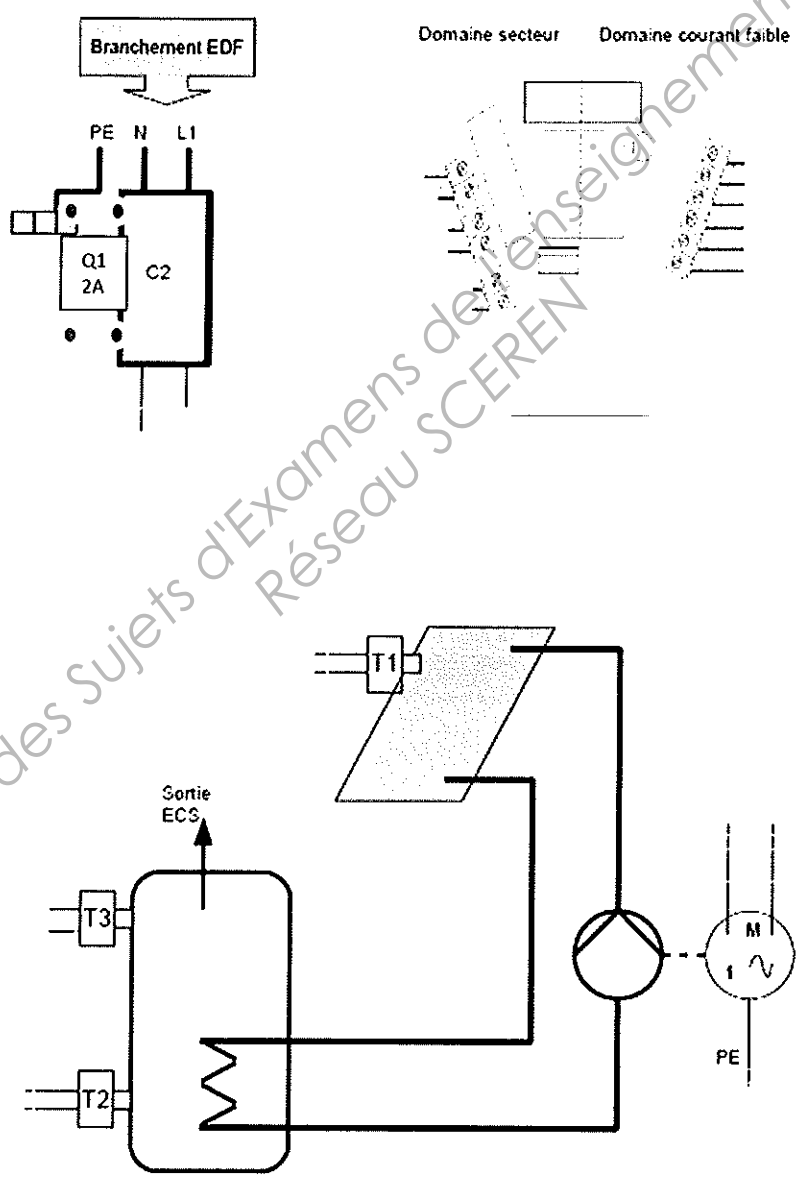 Branchement EDF
Domaine secteur
Domaine courant faible
PE N L1
Q1
2A
C2
T1
Sortie
ECS
T3
M
1
PE
T2
des Sujets d'Examens de l'enseignement
Réseau SCEREN